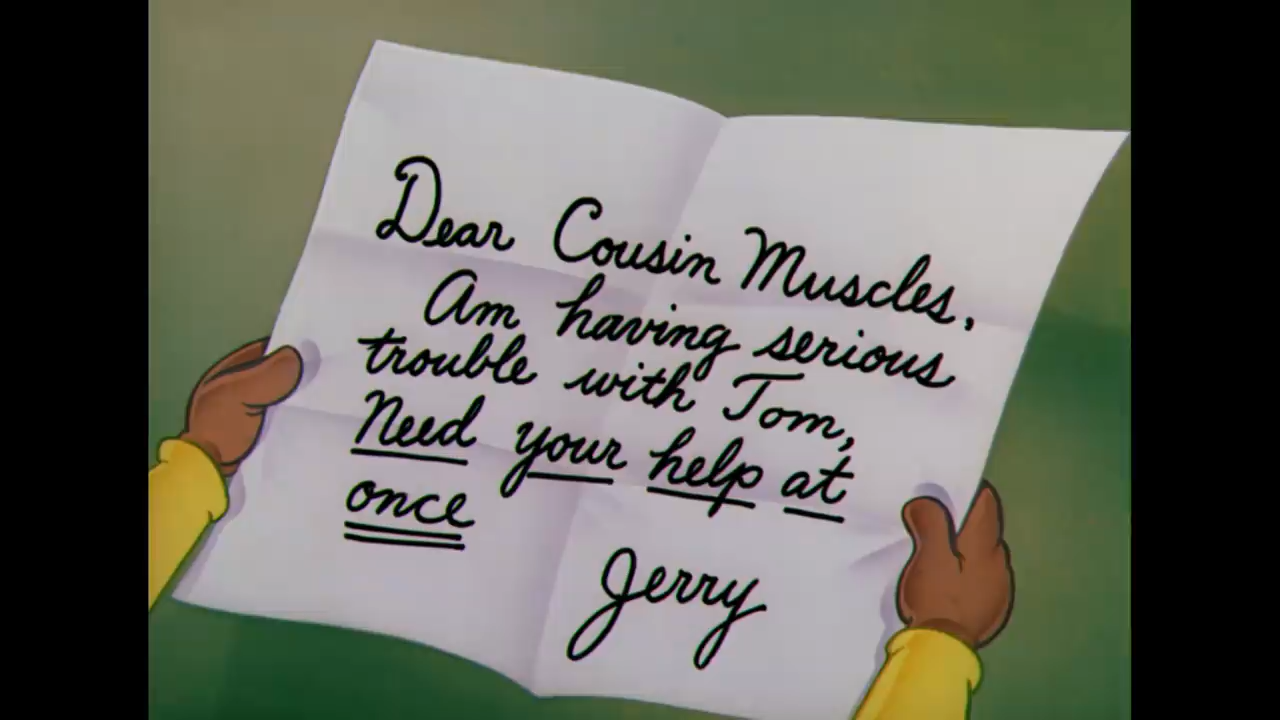 Dear Cousin Muscles,
Am having serious
trouble with Tom,
Need your help at
once
Jerry